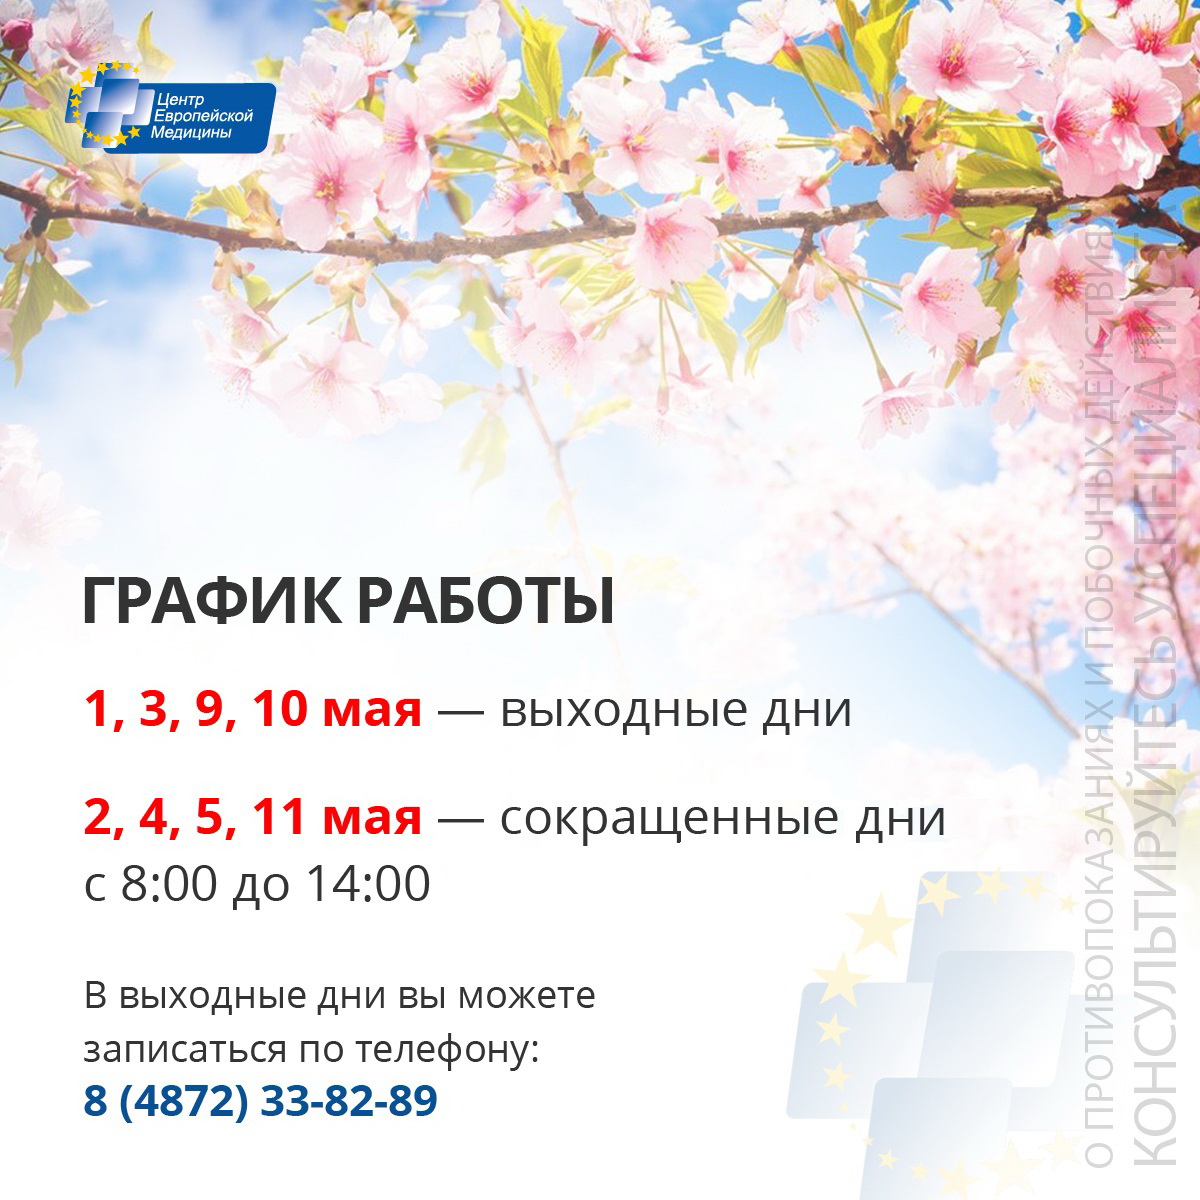 Центр
Европейской
Медицины
ГРАФИК РАБОТЫ
1, 3, 9, 10 мая — выходные дни
2, 4, 5, 11 мая — сокращенные дни
с 8:00 до 14:00
В выходные дни вы можете
записаться по телефону:
8 (4872) 33-82-89
О ПРОТИВОПОКАЗАНИЯХ И ПОБОЧНЫХ ДЕЙСТВИЯХ
КОНСУЛЬТИРУЙТЕСЬ У СПЕЦИАЛИСТА